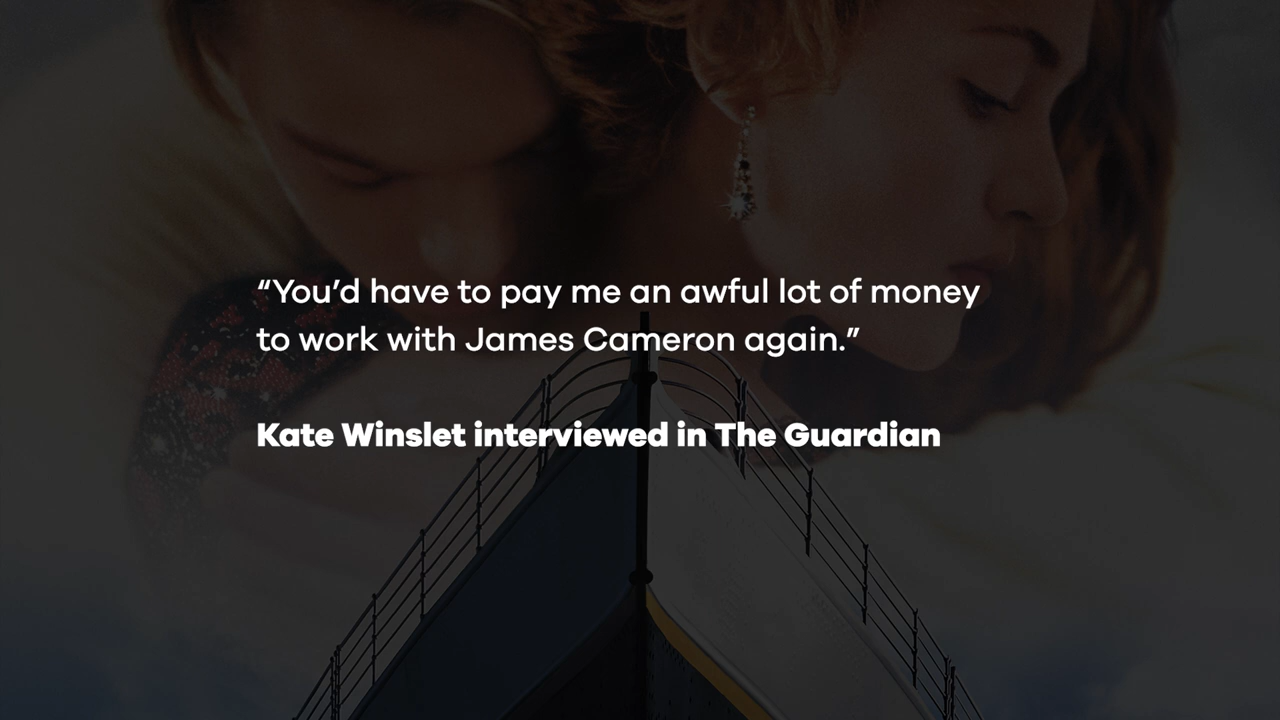 “You’d have to pay me an awful lot of money
to work with James Cameron again.”
Kate Winslet interviewed in The Guardian